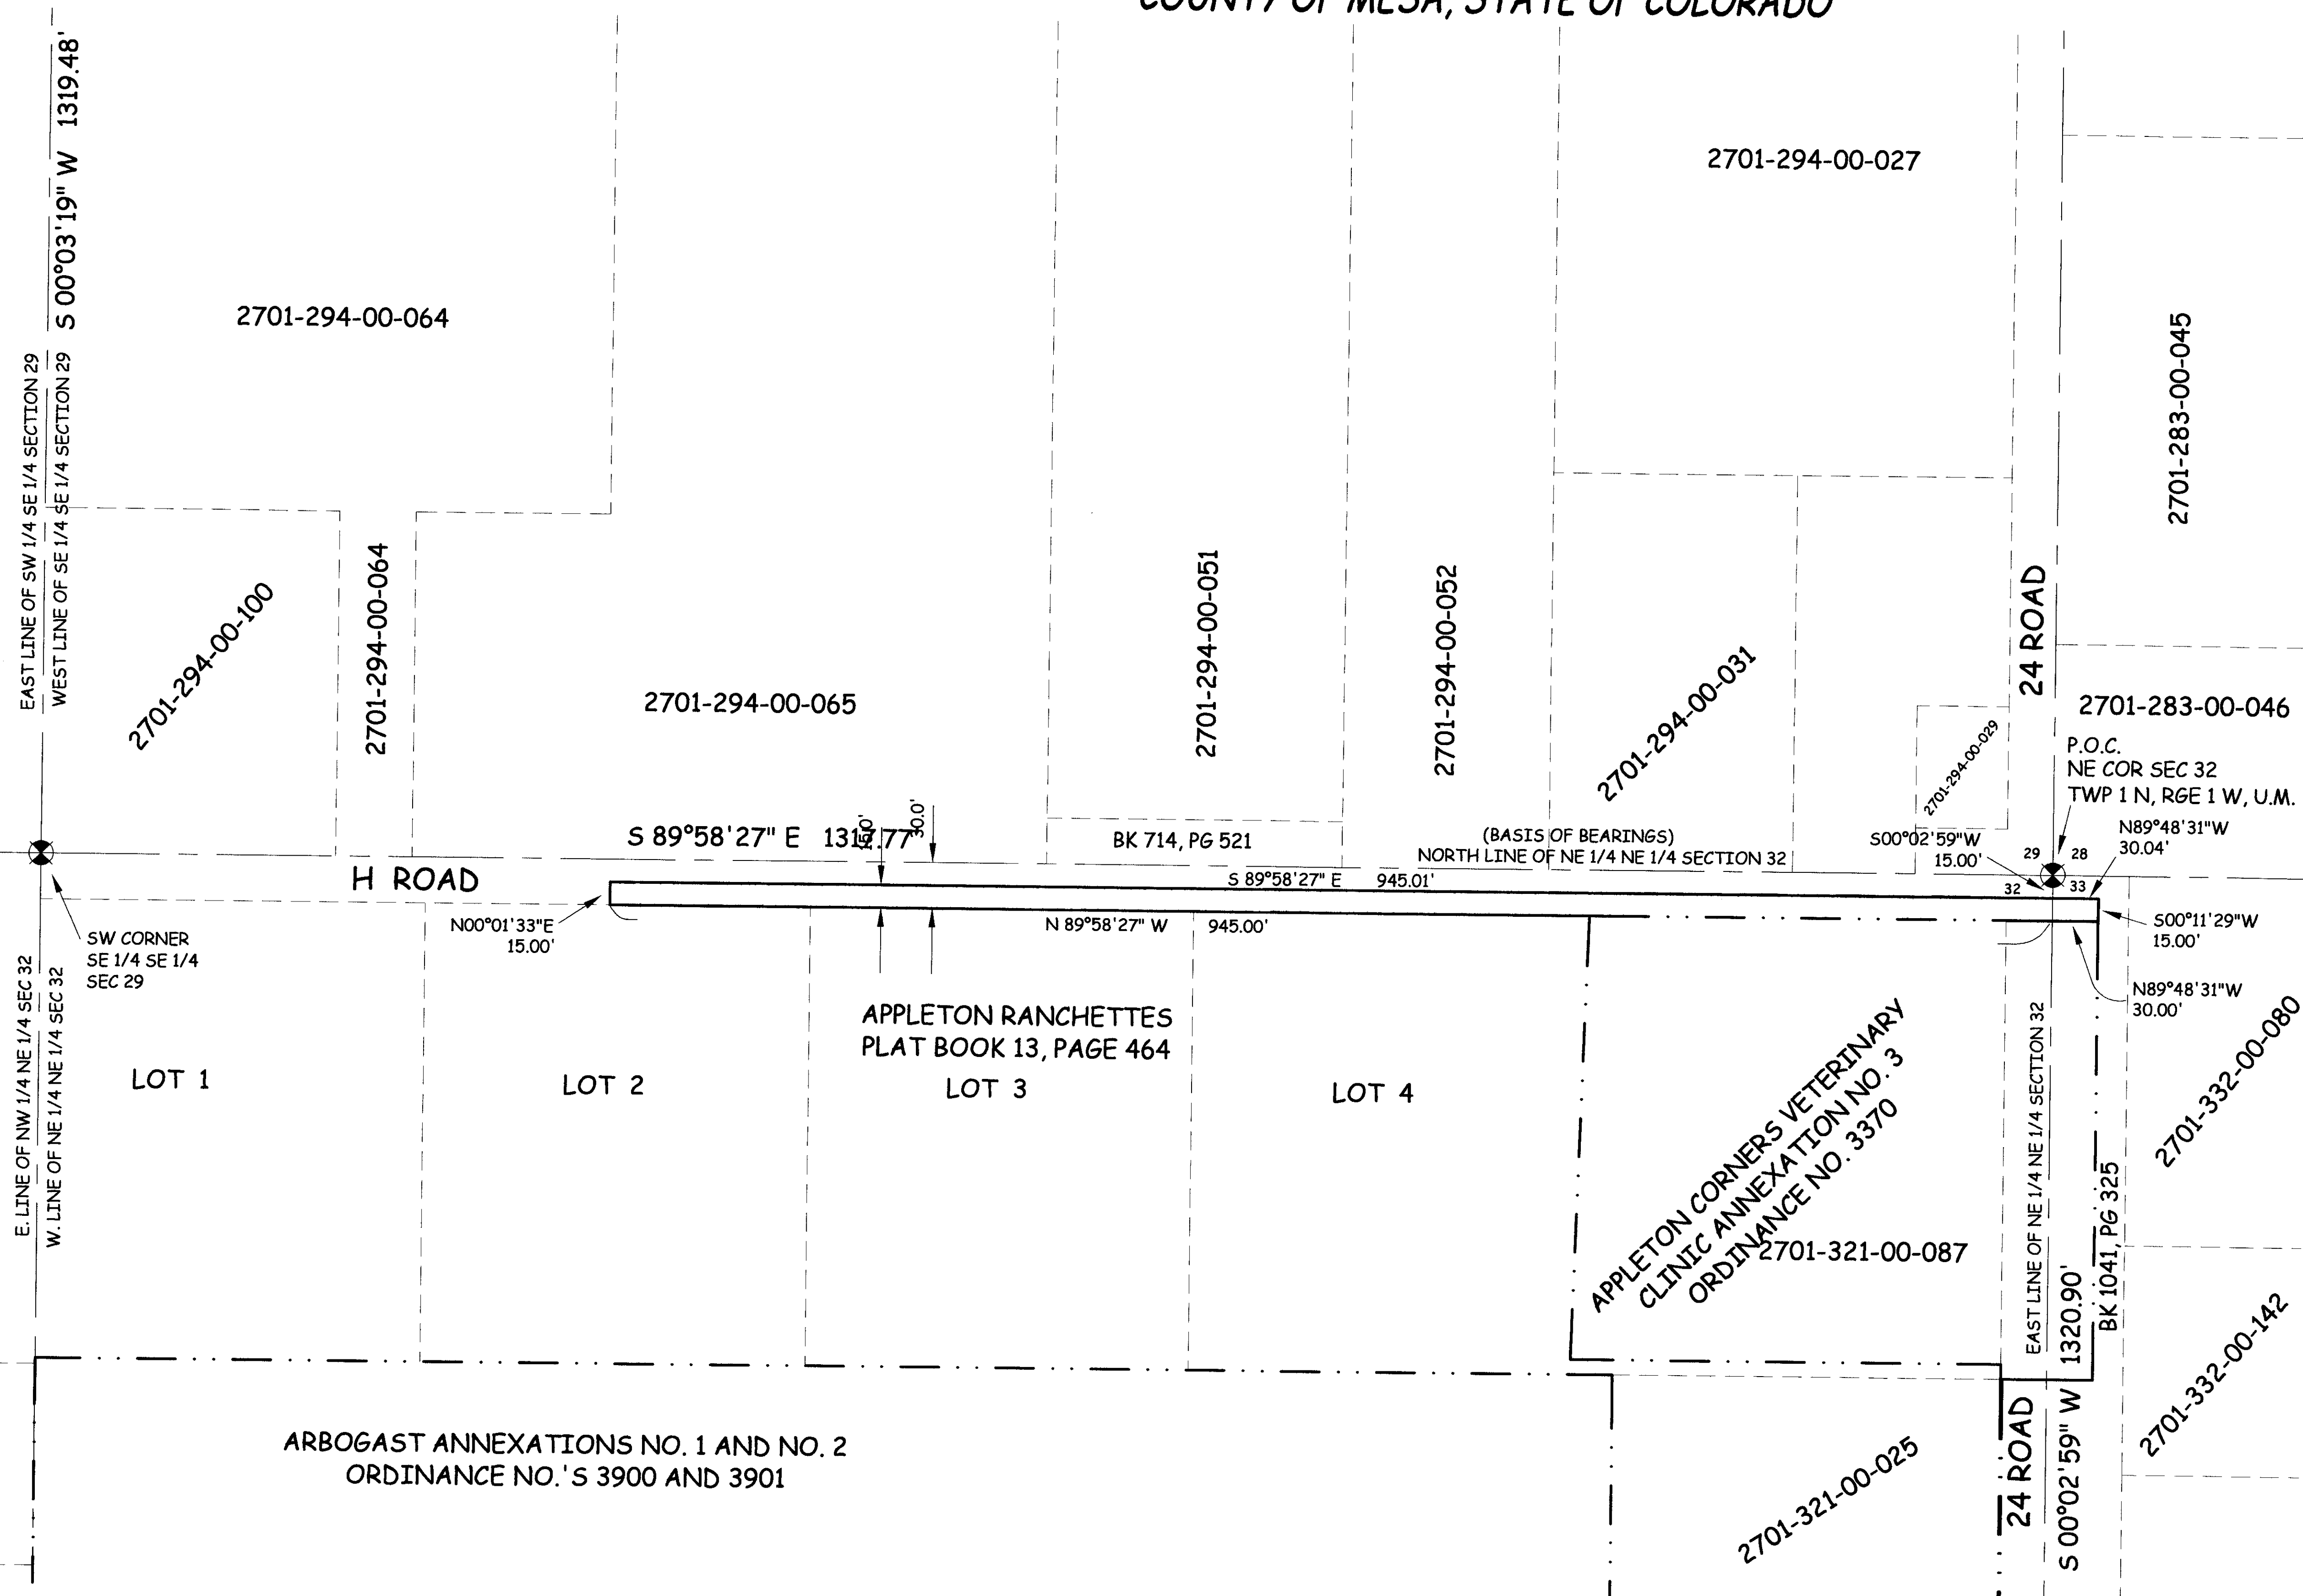 COUNTY OF MESA, STATE OF COLORADO
S 00°03'19" W 1319.48'
2701-294-00-027
2701-294-00-064
2701-283-00-045
EAST LINE OF SW 1/4 SE 1/4 SECTION 29
WEST LINE OF SE 1/4 SE 1/4 SECTION 29
2701-294-00-100
2701-294-00-064
2701-294-00-065
2701-294-00-051
2701-294-00-052
2701-294-00-031
2701-294-00-029
24 ROAD
2701-283-00-046
P.O.C.
NE COR SEC 32
TWP 1 N, RGE 1 W, U.M.
S 89°58'27" E 1317.77'
30.0'
BK 714, PG 521
(BASIS OF BEARINGS)
NORTH LINE OF NE 1/4 NE 1/4 SECTION 32
S00°02'59"W
15.00'
29
28
32
33
N89°48'31"W
30.04'
H ROAD
S 89°58'27" E 945.01'
N00°01'33"E
15.00'
N 89°58'27" W 945.00'
S00°11'29"W
15.00'
N89°48'31"W
30.00'
SW CORNER
SE 1/4 SE 1/4
SEC 29
E. LINE OF NW 1/4 NE 1/4 SEC 32
W. LINE OF NE 1/4 NE 1/4 SEC 32
APPLETON RANCHETTES
PLAT BOOK 13, PAGE 464
LOT 1
LOT 2
LOT 3
LOT 4
APPLETON CORNERS VETERINARY
CLINIC ANNEXATION NO. 3
ORDINANCE NO. 3370
2701-321-00-087
EAST LINE OF NE 1/4 NE 1/4 SECTION 32
S 00°02'59" W 1320.90'
BK 1041, PG 325
2701-332-00-080
2701-332-00-142
24 ROAD
2701-321-00-025
ARBOGAST ANNEXATIONS NO. 1 AND NO. 2
ORDINANCE NO.'S 3900 AND 3901